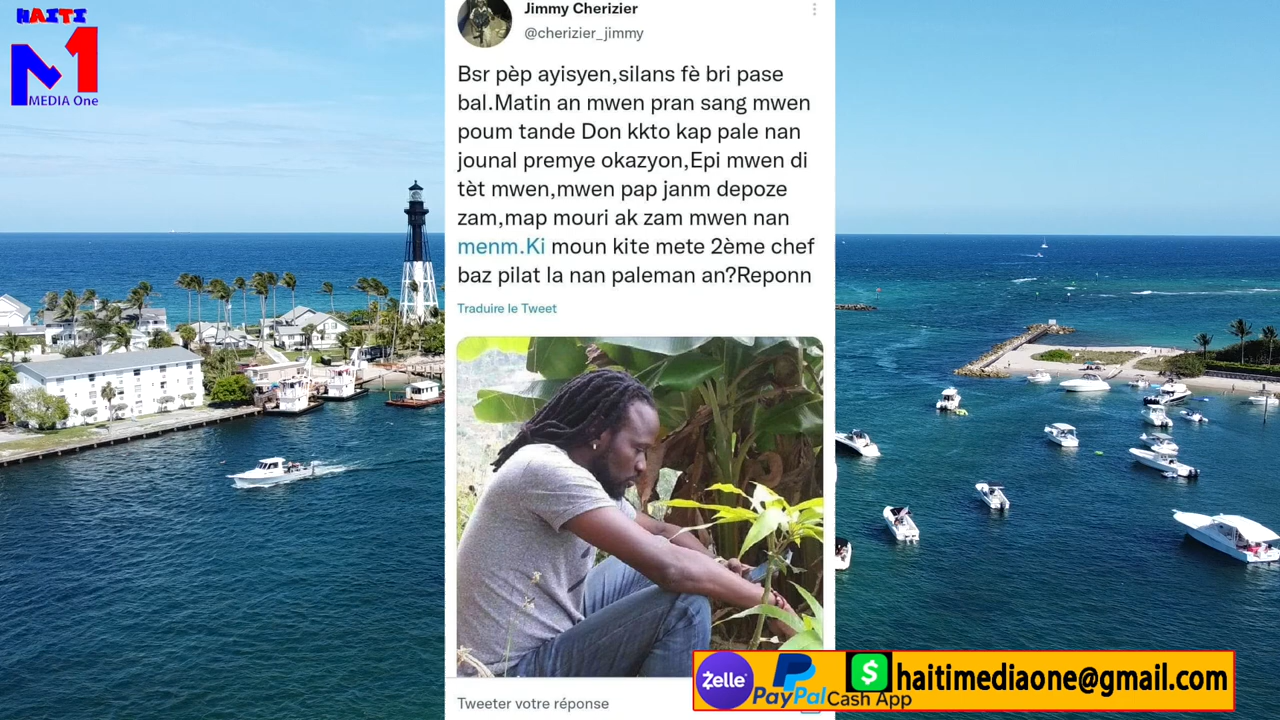 HAITI
M1
MEDIA One
Jimmy Cherizier
@cherizier_jimmy
Bsr pèp ayisyen,silans fè bri pase
bal.Matin an mwen pran sang mwen
poum tande Don kkto kap pale nan
jounal premye okazyon,Epi mwen di
tèt mwen,mwen pap janm depoze
zam,map mouri ak zam mwen nan
menm.Ki moun kite mete 2ème chef
baz pilat la nan paleman an?Reponn
Traduire le Tweet
Tweeter votre réponse
Zelle
PayPal
$
Cash App
haitimediaone@gmail.com